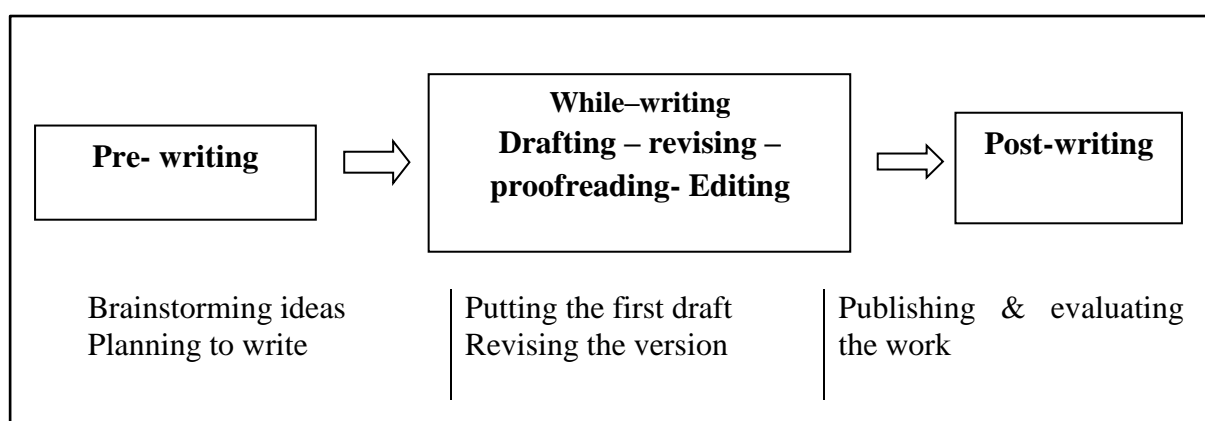 Pre- writing
While–writing
Drafting – revising –
proofreading- Editing
Post-writing
Brainstorming ideas
Planning to write
Putting the first draft
Revising the version
Publishing & evaluating
the work